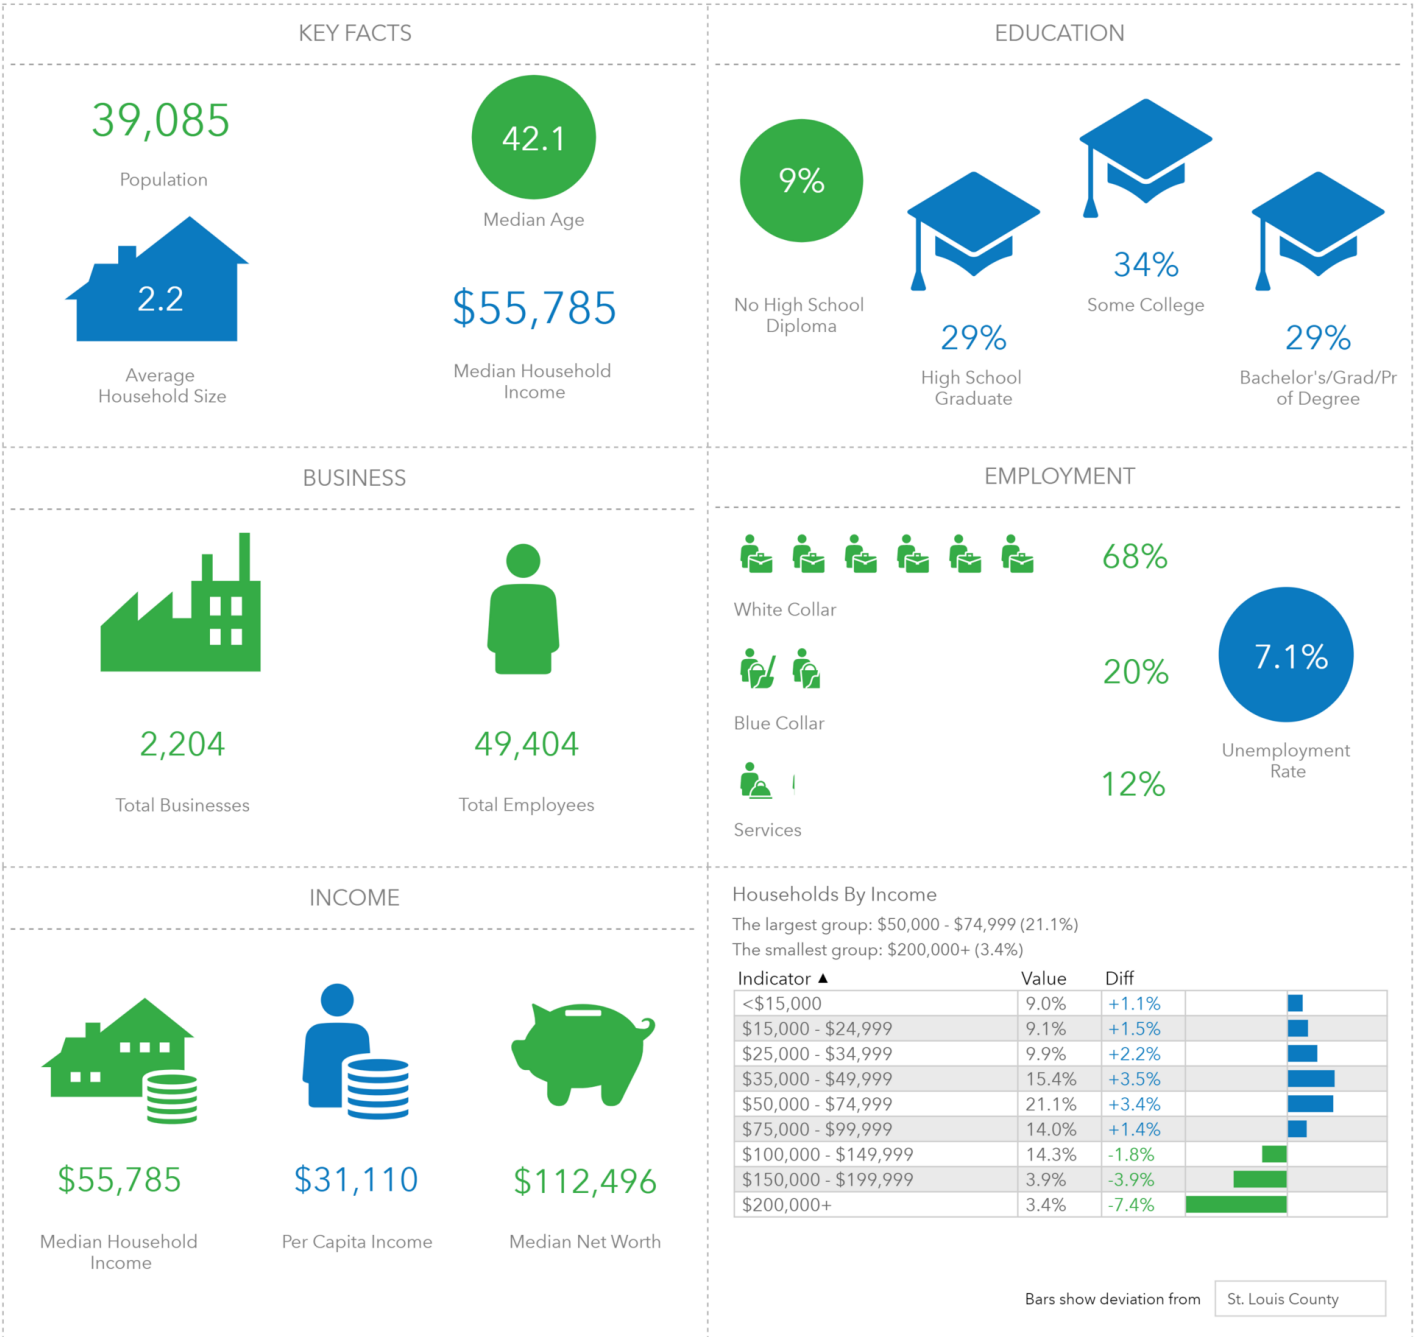 KEY FACTS
39,085
Population
42.1
Median Age
2.2
Average
Household Size
$55,785
Median Household
Income
EDUCATION
9%
No High School
Diploma
29%
High School
Graduate
34%
Some College
29%
Bachelor's/Grad/Pr
of Degree
BUSINESS
2,204
Total Businesses
49,404
Total Employees
EMPLOYMENT
68%
White Collar
20%
Blue Collar
12%
Services
7.1%
Unemployment
Rate
INCOME
$55,785
Median Household
Income
$31,110
Per Capita Income
$112,496
Median Net Worth
Households By Income
The largest group: $50,000 - $74,999 (21.1%)
The smallest group: $200,000+ (3.4%)
Indicator ▲ Value Diff
<$15,000 9.0% +1.1%
$15,000 - $24,999 9.1% +1.5%
$25,000 - $34,999 9.9% +2.2%
$35,000 - $49,999 15.4% +3.5%
$50,000 - $74,999 21.1% +3.4%
$75,000 - $99,999 14.0% +1.4%
$100,000 - $149,999 14.3% -1.8%
$150,000 - $199,999 3.9% -3.9%
$200,000+ 3.4% -7.4%
Bars show deviation from St. Louis County